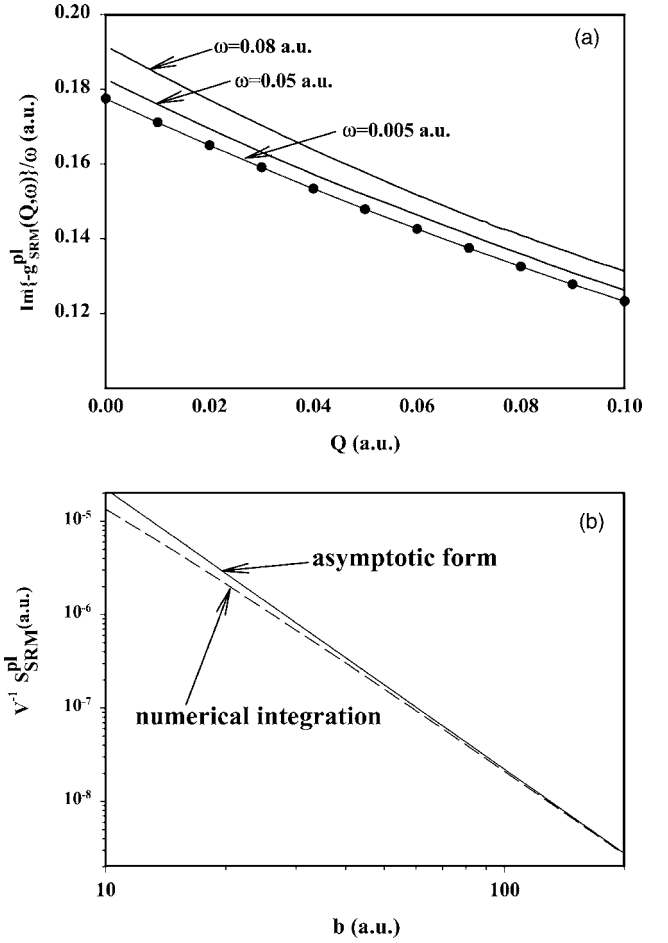 (a)
0.20
0.18
0.16
0.14
0.12
ω=0.08 a.u.
ω=0.05 a.u.
ω=0.005 a.u.
Im{-g^pl_SRM(Q,ω)}/ω (a.u.)
0.00 0.02 0.04 0.06 0.08 0.10
Q (a.u.)
(b)
10^-5
10^-6
10^-7
10^-8
asymptotic form
numerical integration
V^-1 S^pl_SRM(a.u.)
10 100
b (a.u.)